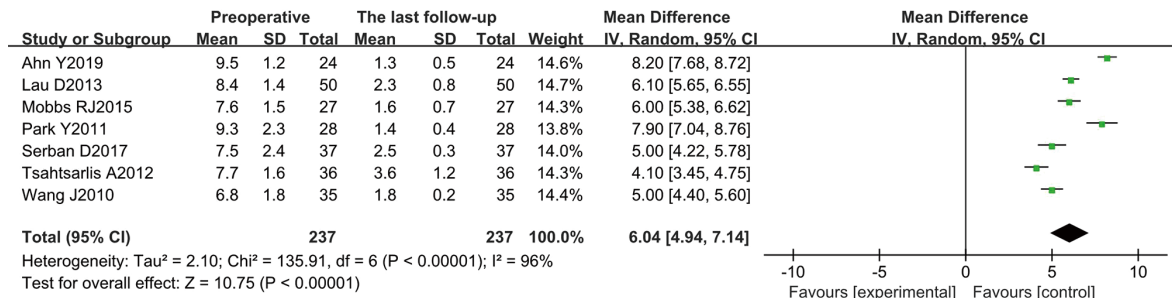 Preoperative The last follow-up Mean Difference Mean Difference
Study or Subgroup Mean SD Total Mean SD Total Weight IV, Random, 95% CI IV, Random, 95% CI
Ahn Y2019 9.5 1.2 24 1.3 0.5 24 14.6% 8.20 [7.68, 8.72]
Lau D2013 8.4 1.4 50 2.3 0.8 50 14.7% 6.10 [5.65, 6.55]
Mobbs RJ2015 7.6 1.5 27 1.6 0.7 27 14.3% 6.00 [5.38, 6.62]
Park Y2011 9.3 2.3 28 1.4 0.4 28 13.8% 7.90 [7.04, 8.76]
Serban D2017 7.5 2.4 37 2.5 0.3 37 14.0% 5.00 [4.22, 5.78]
Tsahtsarlis A2012 7.7 1.6 36 3.6 1.2 36 14.3% 4.10 [3.45, 4.75]
Wang J2010 6.8 1.8 35 1.8 0.2 35 14.4% 5.00 [4.40, 5.60]
Total (95% CI) 237 237 100.0% 6.04 [4.94, 7.14]
Heterogeneity: Tau² = 2.10; Chi² = 135.91, df = 6 (P < 0.00001); I² = 96%
Test for overall effect: Z = 10.75 (P < 0.00001)
-10 -5 0 5 10
Favours [experimental] Favours [control]